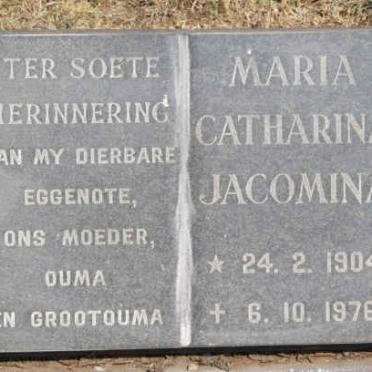 TER SOETE
HERINNERING
AN MY DIERBARE
EGGENOTE,
ONS MOEDER,
OUMA
EN GROOTOUMA
MARIA
CATHARINA
JACOMINA
* 24. 2. 1904
+ 6. 10. 1976